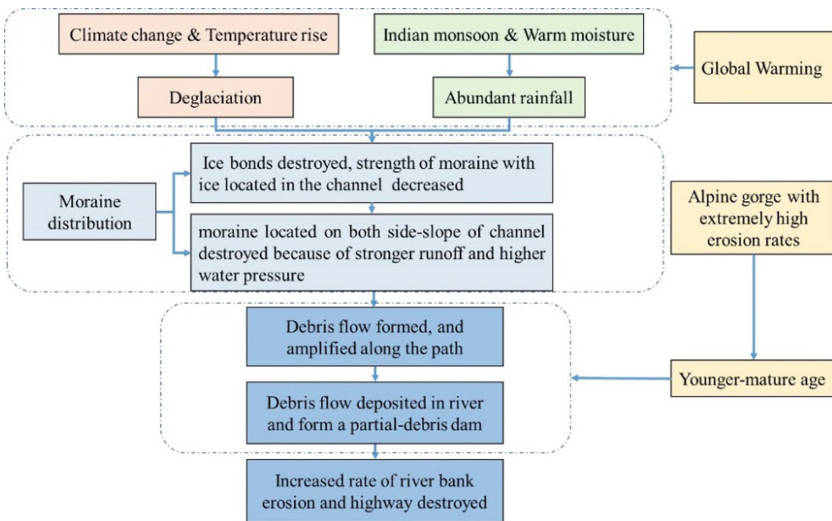 Climate change & Temperature rise
Indian monsoon & Warm moisture
Global Warming
Deglaciation
Abundant rainfall
Ice bonds destroyed, strength of moraine with
ice located in the channel decreased
Moraine
distribution
moraine located on both side-slope of channel
destroyed because of stronger runoff and higher
water pressure
Alpine gorge with
extremely high
erosion rates
Debris flow formed, and
amplified along the path
Younger-mature age
Debris flow deposited in river
and form a partial-debris dam
Increased rate of river bank
erosion and highway destroyed